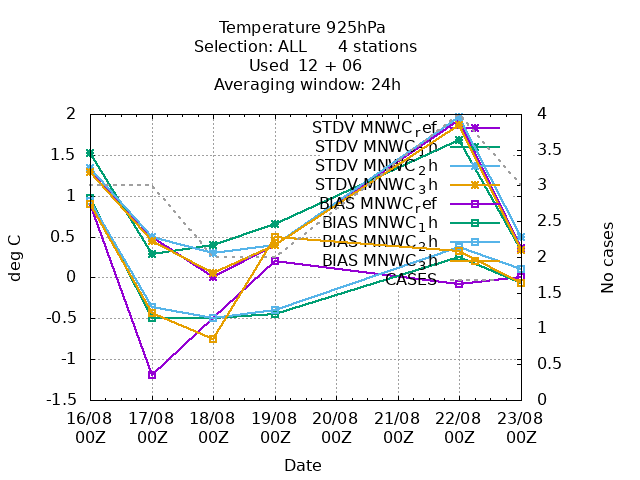 Temperature 925hPa
Selection: ALL 4 stations
Used 12 + 06
Averaging window: 24h
2
1.5
1
0.5
0
-0.5
-1
-1.5
deg C
4
3.5
3
2.5
2
1.5
1
0.5
0
No cases
STDV MNWC_ref
STDV MNWC_1h
STDV MNWC_2h
STDV MNWC_3h
BIAS MNWC_ref
BIAS MNWC_1h
BIAS MNWC_2h
BIAS MNWC_3h
CASES
16/08 17/08 18/08 19/08 20/08 21/08 22/08 23/08
00Z 00Z 00Z 00Z 00Z 00Z 00Z 00Z
Date